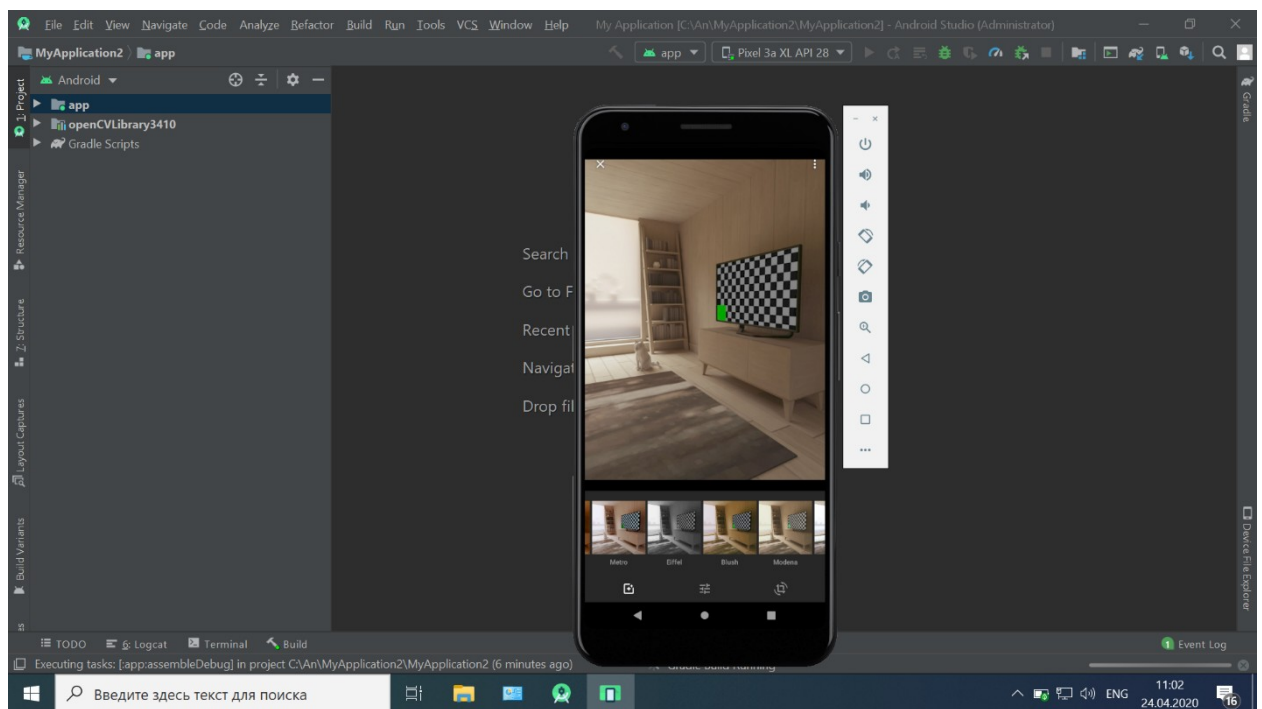 File Edit View Navigate Code Analyze Refactor Build Run Tools VCS Window Help My Application [C:\An\MyApplication2\MyApplication2] - Android Studio (Administrator)
MyApplication2 app
app Pixel 3a XL API 28
1: Project
Resource Manager
Z: Structure
Layout Captures
Build Variants
Android
app
openCVLibrary3410
Gradle Scripts
Search
Go to F
Recent
Navigat
Drop fil
Metro Eiffel Blush Modena
Gradle
Device File Explorer
TODO 6: Logcat Terminal Build
Event Log
Executing tasks: [:app:assembleDebug] in project C:\An\MyApplication2\MyApplication2 (6 minutes ago)
Gradle Build Running
Введите здесь текст для поиска
ENG
11:02
24.04.2020
16